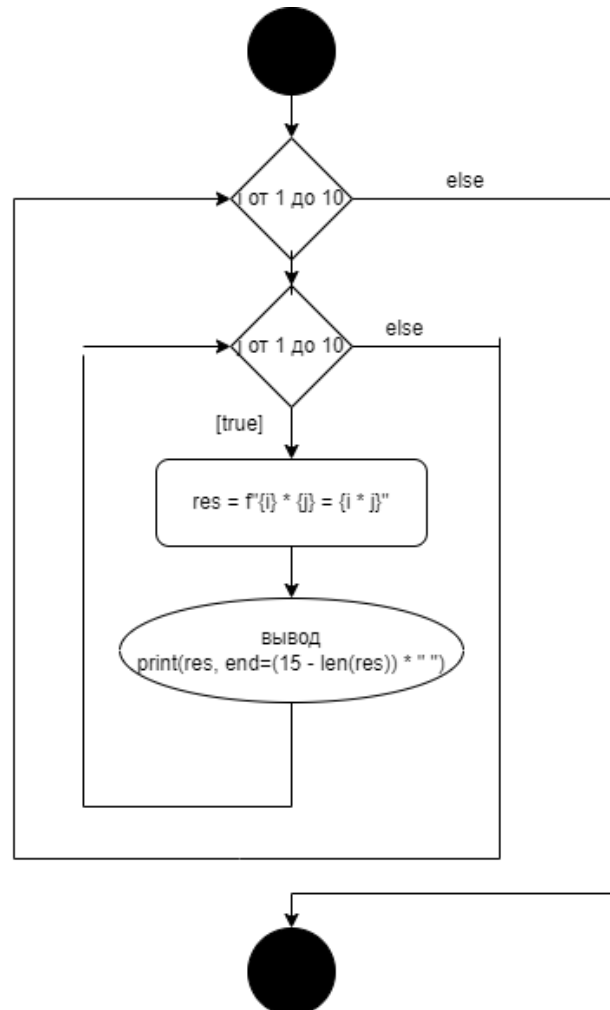 else
от 1 до 10
else
j от 1 до 10
[true]
res = f"{i} * {j} = {i * j}"
вывод
print(res, end=(15 - len(res)) * " ")